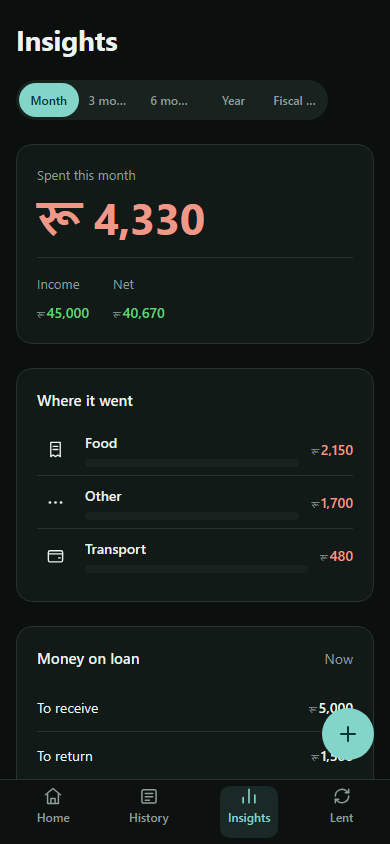 Insights
Month 3 mo... 6 mo... Year Fiscal ...
Spent this month
रू 4,330
Income Net
रू 45,000 रू 40,670
Where it went
Food रू 2,150
Other रू 1,700
Transport रू 480
Money on loan Now
To receive रू 5,000
To return
Home History Insights Lent